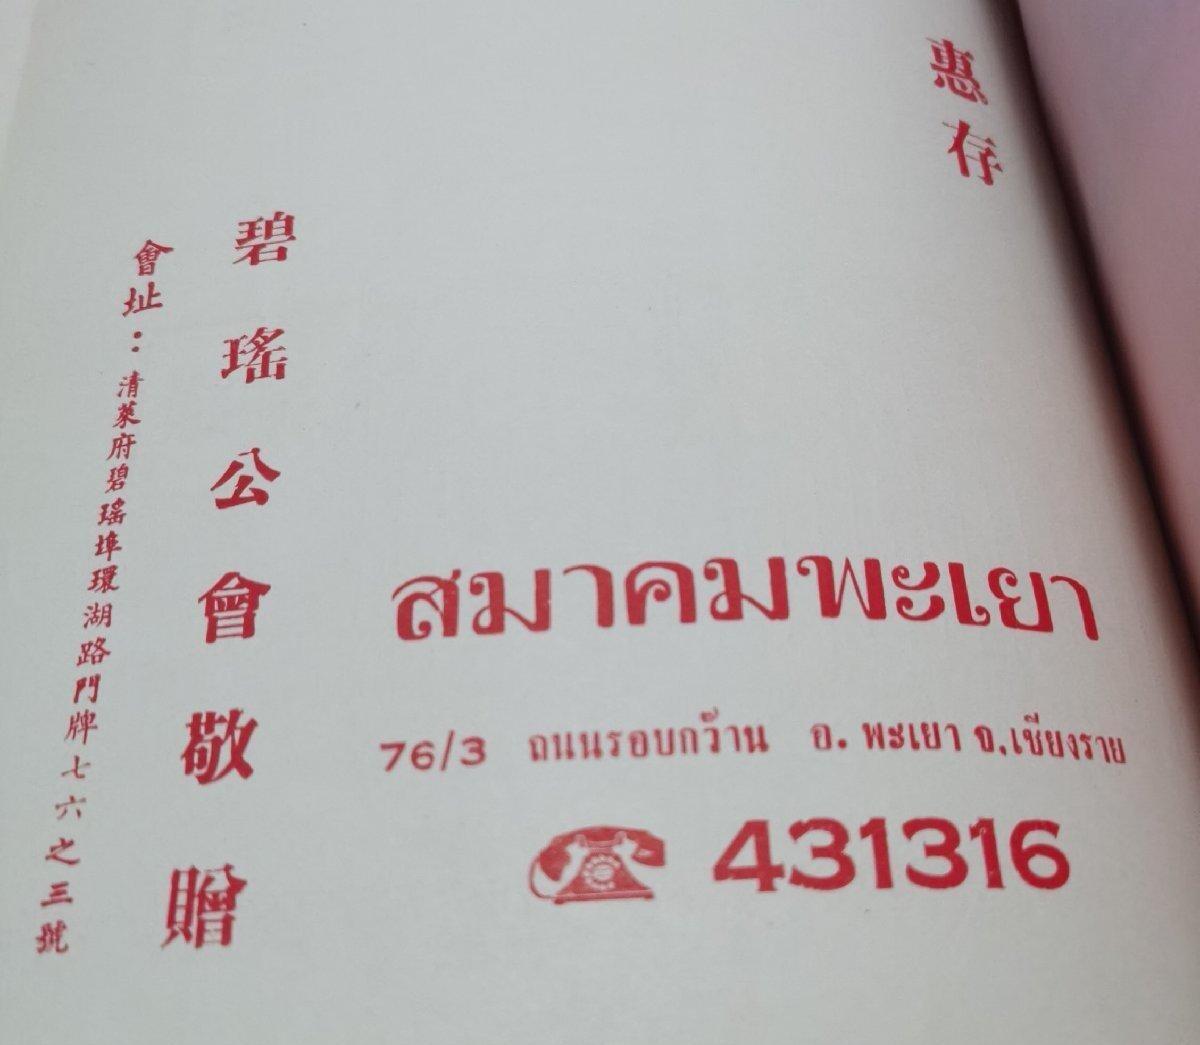 惠存
碧瑤公會敬贈
會址：清萊府碧瑤埠環湖路門牌七六之三號
สมาคมพะเยา
76/3 ถนนรอบกว๊าน อ. พะเยา จ.เชียงราย
431316